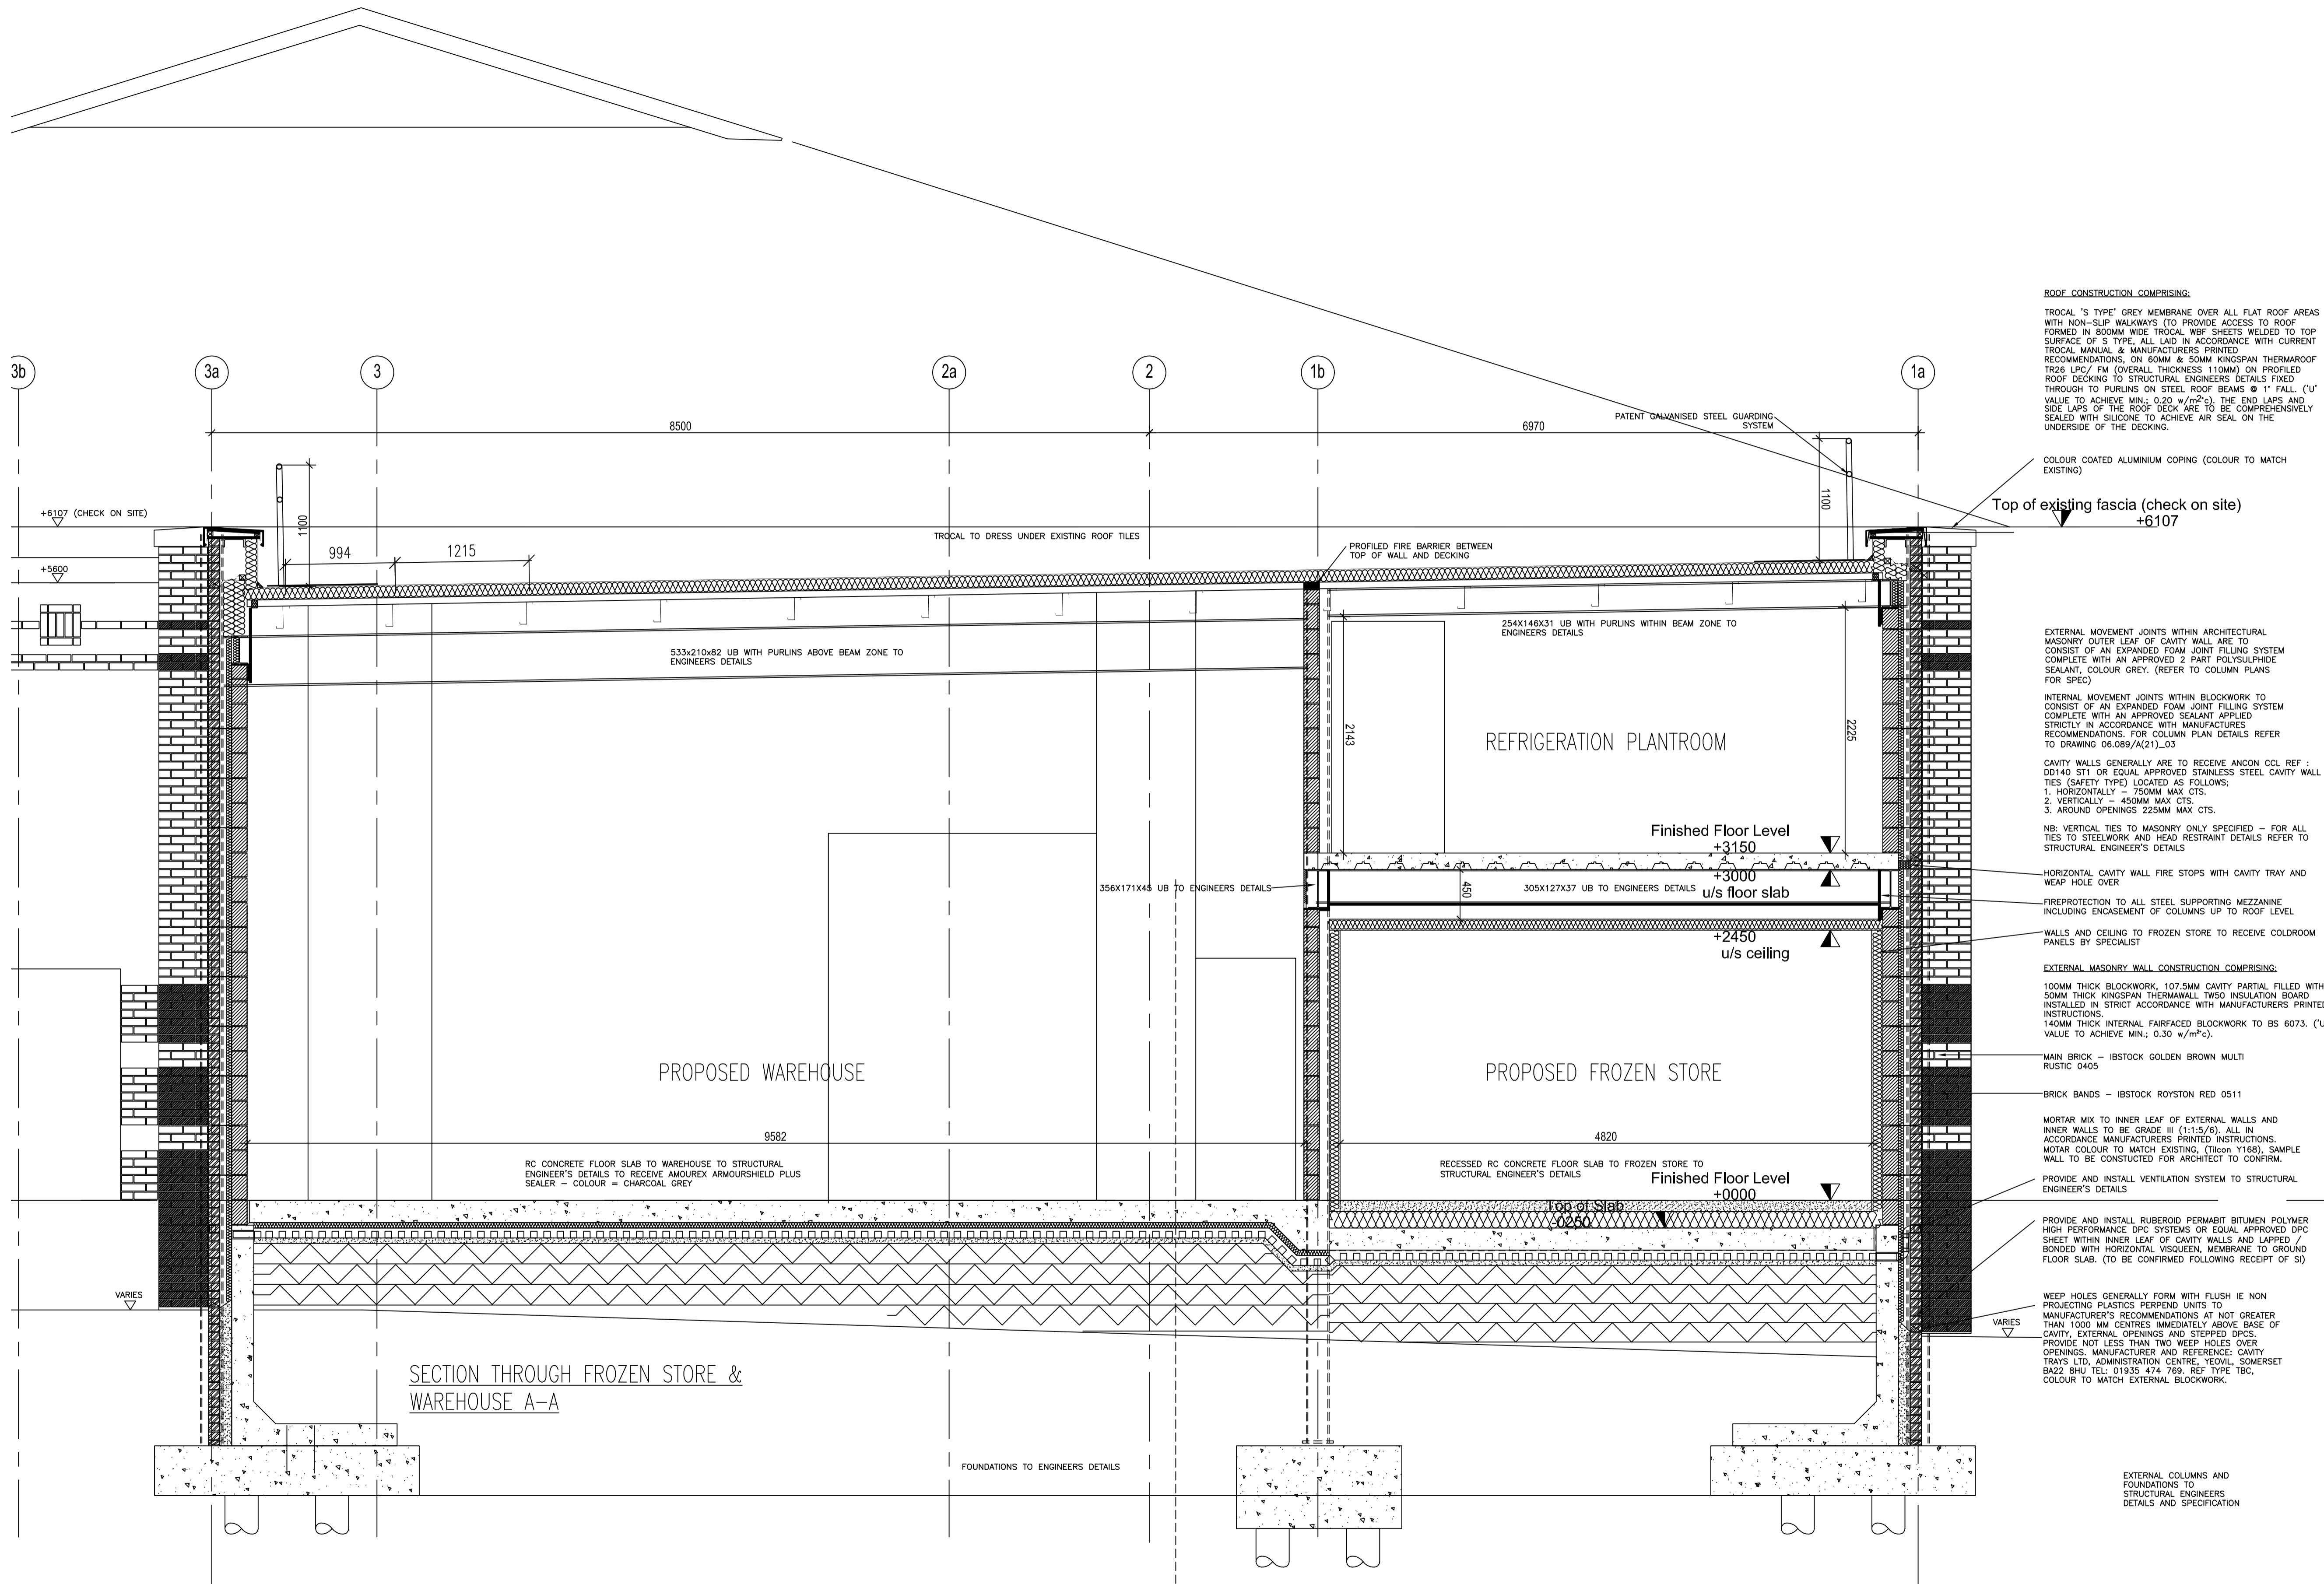 ROOF CONSTRUCTION COMPRISING:
TROCAL 'S TYPE' GREY MEMBRANE OVER ALL FLAT ROOF AREAS
WITH NON-SLIP WALKWAYS (TO PROVIDE ACCESS TO ROOF
FORMED IN 800MM WIDE TROCAL WBF SHEETS WELDED TO TOP
SURFACE OF S TYPE, ALL LAID IN ACCORDANCE WITH CURRENT
TROCAL MANUAL & MANUFACTURERS PRINTED
RECOMMENDATIONS, ON 60MM & 50MM KINGSPAN THERMAROOF
TR26 LPC/ FM (OVERALL THICKNESS 110MM) ON PROFILED
ROOF DECKING TO STRUCTURAL ENGINEERS DETAILS FIXED
THROUGH TO PURLINS ON STEEL ROOF BEAMS @ 1° FALL. ('U'
VALUE TO ACHIEVE MIN.; 0.20 w/m²°c). THE END LAPS AND
SIDE LAPS OF THE ROOF DECK ARE TO BE COMPREHENSIVELY
SEALED WITH SILICONE TO ACHIEVE AIR SEAL ON THE
UNDERSIDE OF THE DECKING.
3b
3a
3
2a
2
1b
1a
8500
6970
PATENT GALVANISED STEEL GUARDING
SYSTEM
COLOUR COATED ALUMINIUM COPING (COLOUR TO MATCH
EXISTING)
Top of existing fascia (check on site)
+6107
+6107 (CHECK ON SITE)
1100
1100
994
1215
TROCAL TO DRESS UNDER EXISTING ROOF TILES
PROFILED FIRE BARRIER BETWEEN
TOP OF WALL AND DECKING
+5600
254X146X31 UB WITH PURLINS WITHIN BEAM ZONE TO
ENGINEERS DETAILS
533x210x82 UB WITH PURLINS ABOVE BEAM ZONE TO
ENGINEERS DETAILS
EXTERNAL MOVEMENT JOINTS WITHIN ARCHITECTURAL
MASONRY OUTER LEAF OF CAVITY WALL ARE TO
CONSIST OF AN EXPANDED FOAM JOINT FILLING SYSTEM
COMPLETE WITH AN APPROVED 2 PART POLYSULPHIDE
SEALANT, COLOUR GREY. (REFER TO COLUMN PLANS
FOR SPEC)
INTERNAL MOVEMENT JOINTS WITHIN BLOCKWORK TO
CONSIST OF AN EXPANDED FOAM JOINT FILLING SYSTEM
COMPLETE WITH AN APPROVED SEALANT APPLIED
STRICTLY IN ACCORDANCE WITH MANUFACTURES
RECOMMENDATIONS. FOR COLUMN PLAN DETAILS REFER
TO DRAWING 06.089/A(21)_03
2143
REFRIGERATION PLANTROOM
2225
CAVITY WALLS GENERALLY ARE TO RECEIVE ANCON CCL REF :
DD140 ST1 OR EQUAL APPROVED STAINLESS STEEL CAVITY WALL
TIES (SAFETY TYPE) LOCATED AS FOLLOWS;
1. HORIZONTALLY – 750MM MAX CTS.
2. VERTICALLY – 450MM MAX CTS.
3. AROUND OPENINGS 225MM MAX CTS.
NB: VERTICAL TIES TO MASONRY ONLY SPECIFIED – FOR ALL
TIES TO STEELWORK AND HEAD RESTRAINT DETAILS REFER TO
STRUCTURAL ENGINEER'S DETAILS
Finished Floor Level
+3150
+3000
u/s floor slab
356X171X45 UB TO ENGINEERS DETAILS
450
305X127X37 UB TO ENGINEERS DETAILS
HORIZONTAL CAVITY WALL FIRE STOPS WITH CAVITY TRAY AND
WEAP HOLE OVER
FIREPROTECTION TO ALL STEEL SUPPORTING MEZZANINE
INCLUDING ENCASEMENT OF COLUMNS UP TO ROOF LEVEL
+2450
u/s ceiling
WALLS AND CEILING TO FROZEN STORE TO RECEIVE COLDROOM
PANELS BY SPECIALIST
EXTERNAL MASONRY WALL CONSTRUCTION COMPRISING:
100MM THICK BLOCKWORK, 107.5MM CAVITY PARTIAL FILLED WITH
50MM THICK KINGSPAN THERMAWALL TW50 INSULATION BOARD
INSTALLED IN STRICT ACCORDANCE WITH MANUFACTURERS PRINTED
INSTRUCTIONS.
140MM THICK INTERNAL FAIRFACED BLOCKWORK TO BS 6073. ('U
VALUE TO ACHIEVE MIN.; 0.30 w/m²°c).
PROPOSED WAREHOUSE
PROPOSED FROZEN STORE
MAIN BRICK – IBSTOCK GOLDEN BROWN MULTI
RUSTIC 0405
BRICK BANDS – IBSTOCK ROYSTON RED 0511
9582
4820
MORTAR MIX TO INNER LEAF OF EXTERNAL WALLS AND
INNER WALLS TO BE GRADE III (1:1:5/6). ALL IN
ACCORDANCE MANUFACTURERS PRINTED INSTRUCTIONS.
MOTAR COLOUR TO MATCH EXISTING, (Tilcon Y168), SAMPLE
WALL TO BE CONSTUCTED FOR ARCHITECT TO CONFIRM.
RC CONCRETE FLOOR SLAB TO WAREHOUSE TO STRUCTURAL
ENGINEER'S DETAILS TO RECEIVE AMOUREX ARMOURSHIELD PLUS
SEALER – COLOUR = CHARCOAL GREY
RECESSED RC CONCRETE FLOOR SLAB TO FROZEN STORE TO
STRUCTURAL ENGINEER'S DETAILS
Finished Floor Level
+0000
Top of Slab
-0250
PROVIDE AND INSTALL VENTILATION SYSTEM TO STRUCTURAL
ENGINEER'S DETAILS
PROVIDE AND INSTALL RUBEROID PERMABIT BITUMEN POLYMER
HIGH PERFORMANCE DPC SYSTEMS OR EQUAL APPROVED DPC
SHEET WITHIN INNER LEAF OF CAVITY WALLS AND LAPPED /
BONDED WITH HORIZONTAL VISQUEEN, MEMBRANE TO GROUND
FLOOR SLAB. (TO BE CONFIRMED FOLLOWING RECEIPT OF SI)
VARIES
VARIES
WEEP HOLES GENERALLY FORM WITH FLUSH IE NON
PROJECTING PLASTICS PERPEND UNITS TO
MANUFACTURER'S RECOMMENDATIONS AT NOT GREATER
THAN 1000 MM CENTRES IMMEDIATELY ABOVE BASE OF
CAVITY, EXTERNAL OPENINGS AND STEPPED DPCS.
PROVIDE NOT LESS THAN TWO WEEP HOLES OVER
OPENINGS. MANUFACTURER AND REFERENCE: CAVITY
TRAYS LTD, ADMINISTRATION CENTRE, YEOVIL, SOMERSET
BA22 8HU TEL: 01935 474 769. REF TYPE TBC,
COLOUR TO MATCH EXTERNAL BLOCKWORK.
SECTION THROUGH FROZEN STORE &
WAREHOUSE A–A
FOUNDATIONS TO ENGINEERS DETAILS
EXTERNAL COLUMNS AND
FOUNDATIONS TO
STRUCTURAL ENGINEERS
DETAILS AND SPECIFICATION